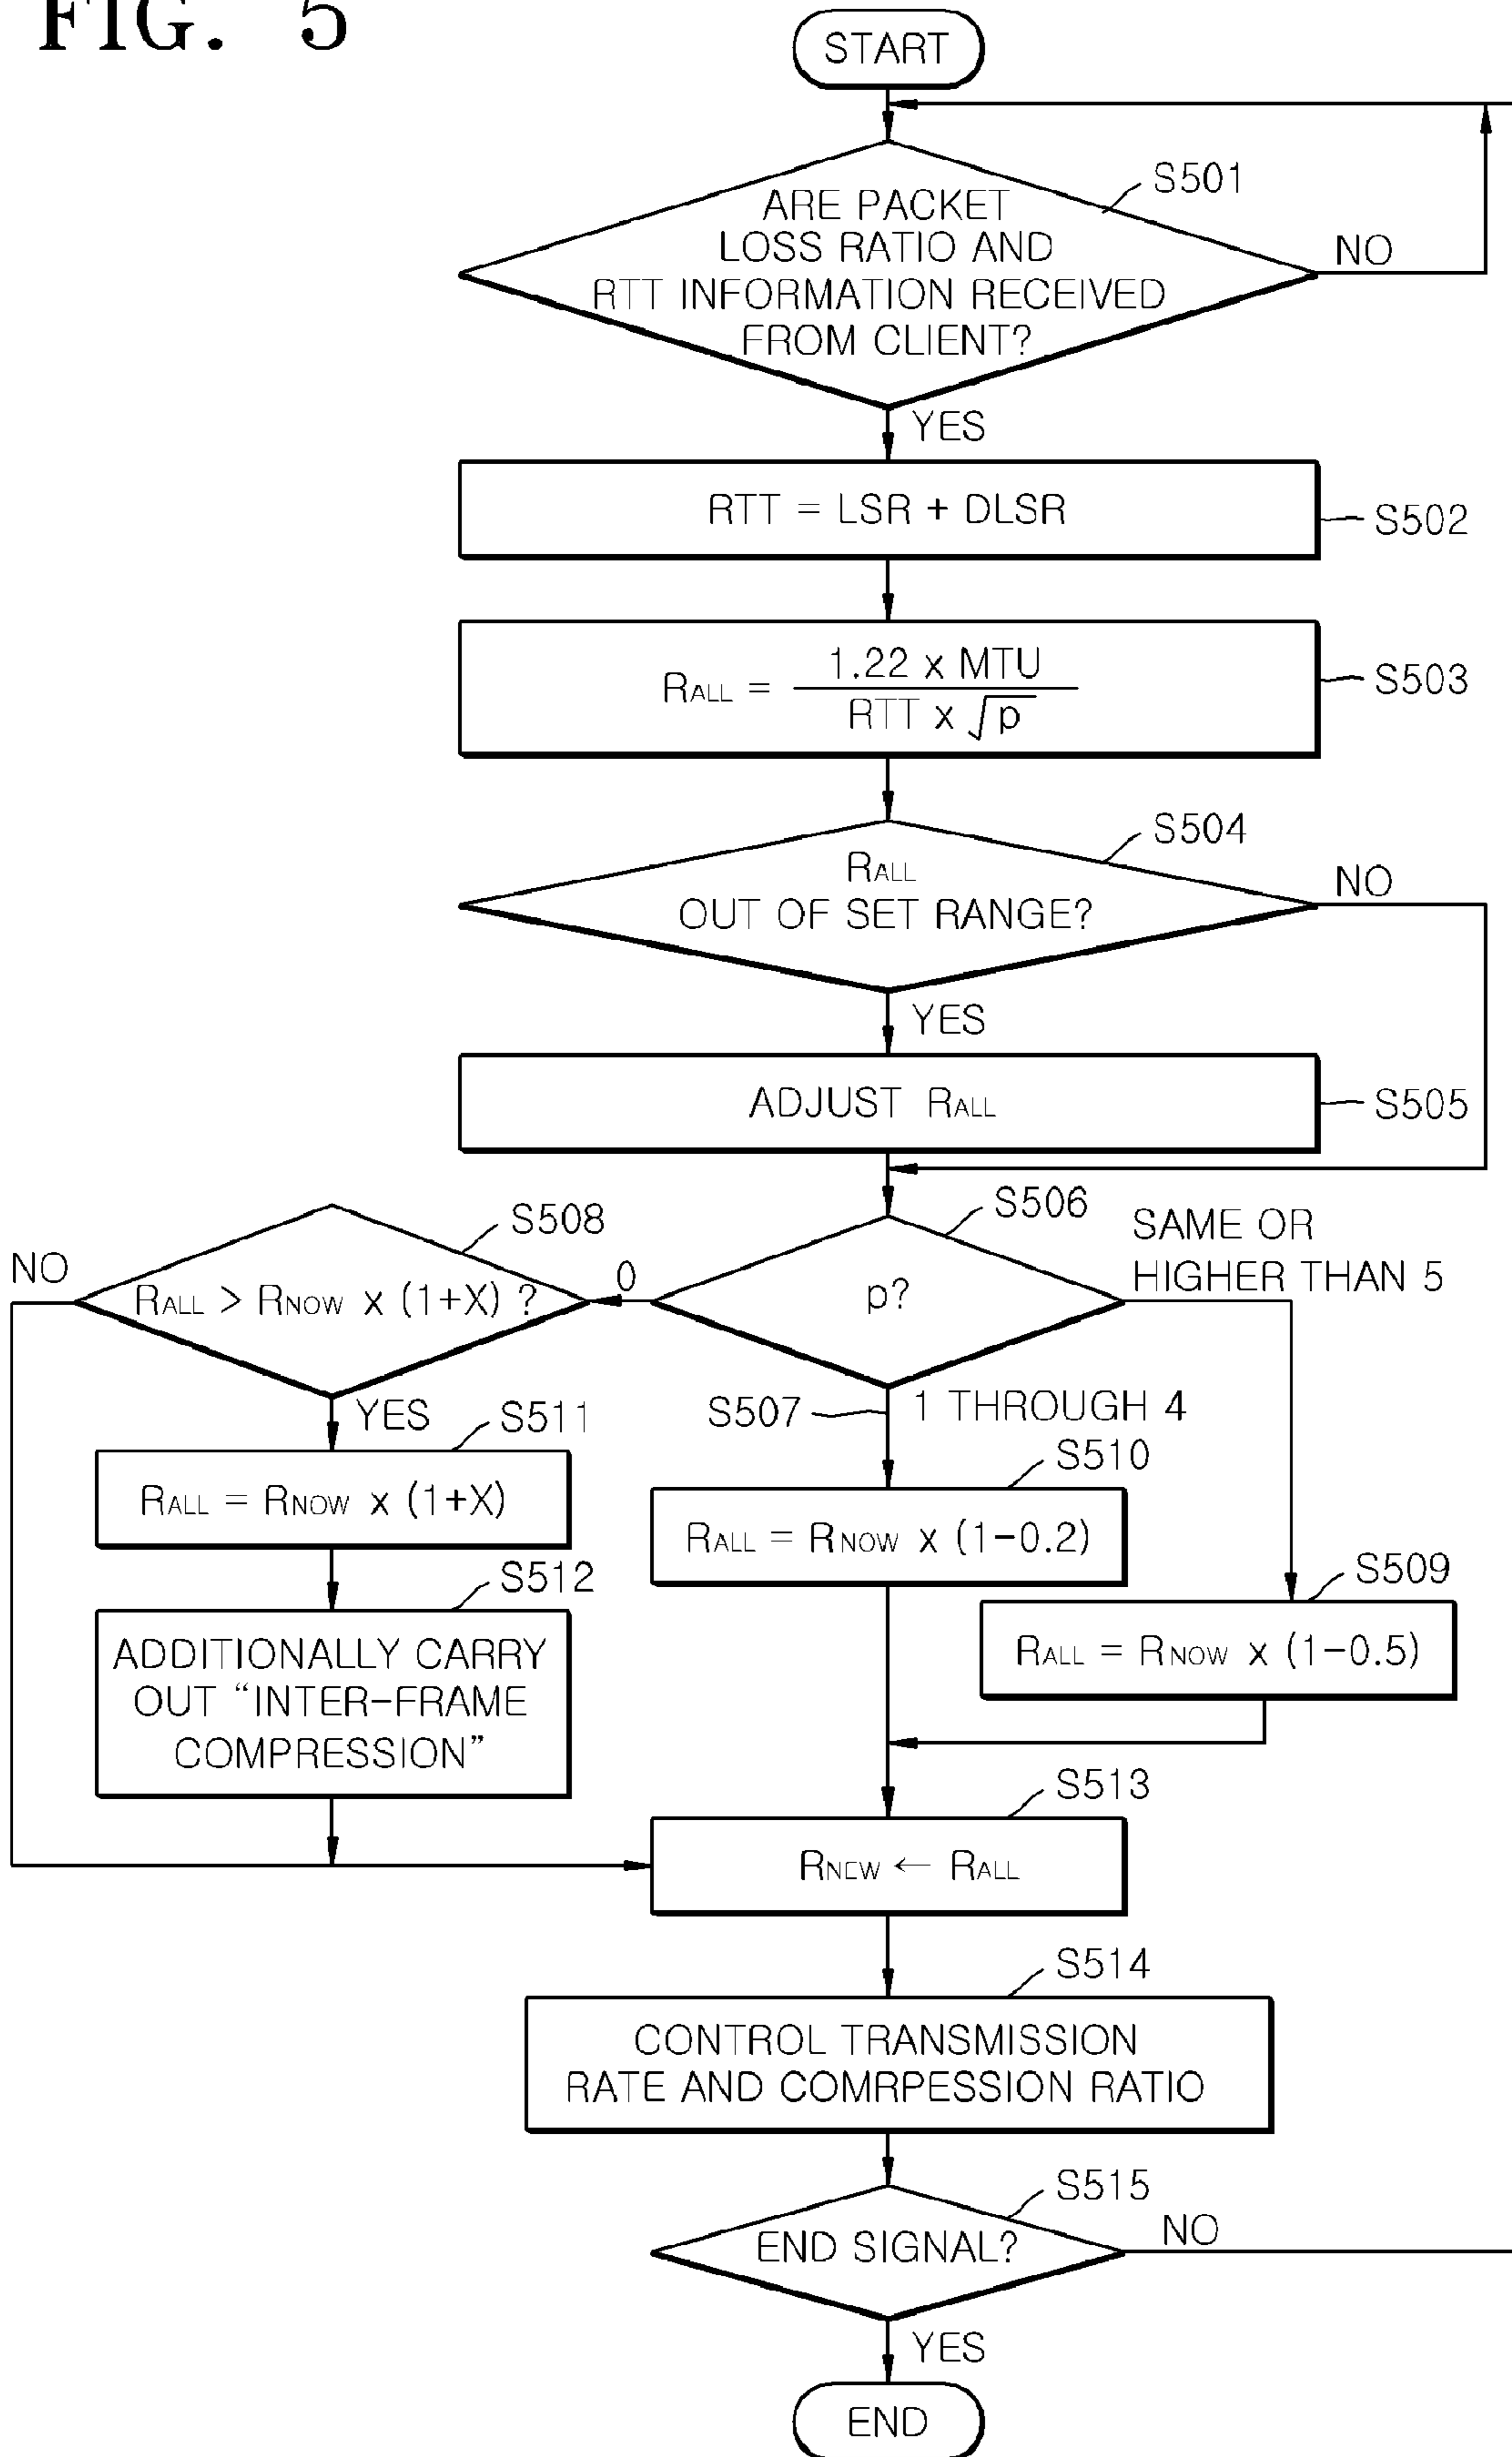 FIG. 5
START
S501
ARE PACKET
LOSS RATIO AND
RTT INFORMATION RECEIVED
FROM CLIENT?
NO
YES
RTT = LSR + DLSR
S502
RALL = 1.22 x MTU / RTT x √p
S503
S504
RALL
OUT OF SET RANGE?
NO
YES
ADJUST RALL
S505
S506
p?
0
1 THROUGH 4
SAME OR
HIGHER THAN 5
S508
RALL > RNOW x (1+X) ?
NO
YES
S507
S511
RALL = RNOW x (1+X)
S510
RALL = RNOW x (1-0.2)
S512
ADDITIONALLY CARRY
OUT “INTER-FRAME
COMPRESSION”
S509
RALL = RNOW x (1-0.5)
S513
RNEW ← RALL
S514
CONTROL TRANSMISSION
RATE AND COMRPESSION RATIO
S515
END SIGNAL?
NO
YES
END